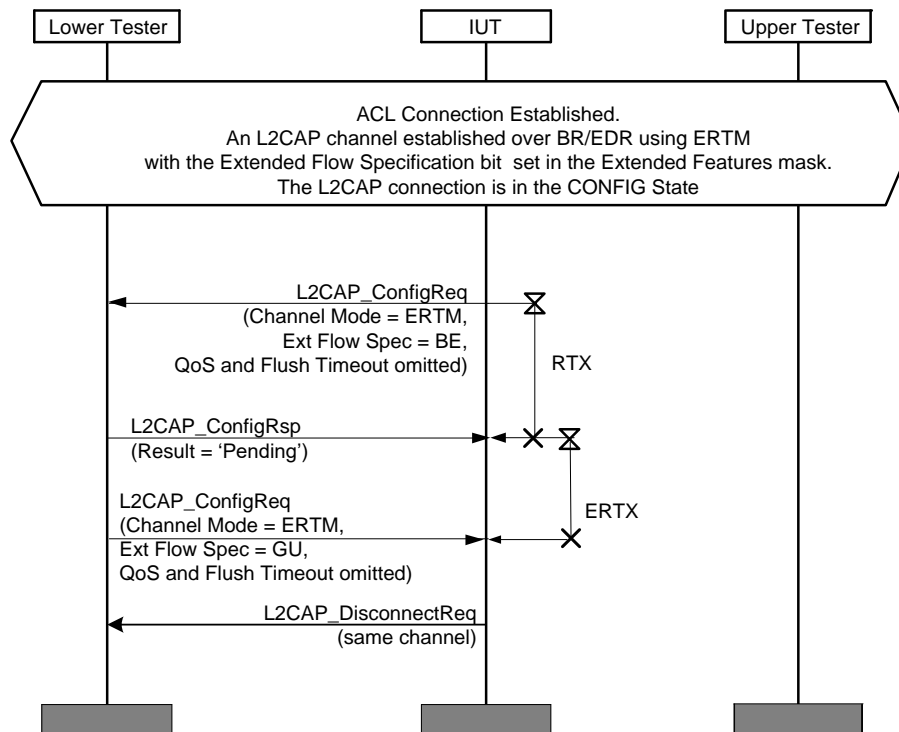 Lower Tester
IUT
Upper Tester
ACL Connection Established.
An L2CAP channel established over BR/EDR using ERTM
with the Extended Flow Specification bit set in the Extended Features mask.
The L2CAP connection is in the CONFIG State
L2CAP_ConfigReq
(Channel Mode = ERTM,
Ext Flow Spec = BE,
QoS and Flush Timeout omitted)
RTX
L2CAP_ConfigRsp
(Result = ‘Pending’)
L2CAP_ConfigReq
(Channel Mode = ERTM,
Ext Flow Spec = GU,
QoS and Flush Timeout omitted)
ERTX
L2CAP_DisconnectReq
(same channel)